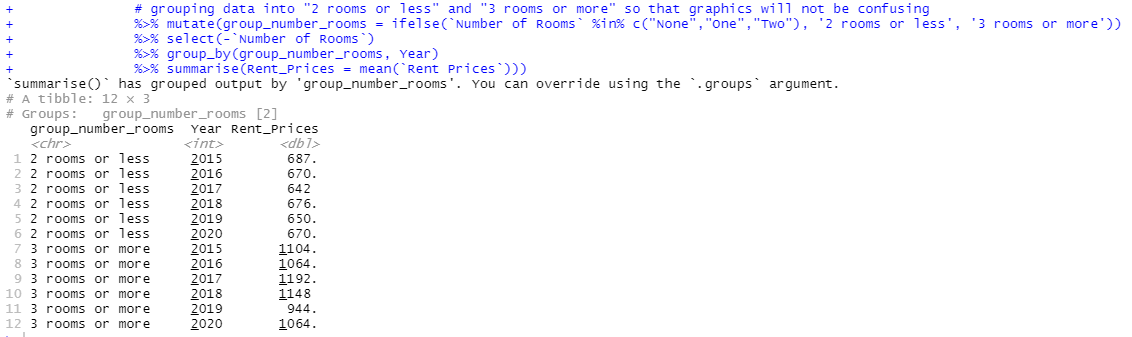 + # grouping data into "2 rooms or less" and "3 rooms or more" so that graphics will not be confusing
+ %>% mutate(group_number_rooms = ifelse(`Number of Rooms` %in% c("None","One","Two"), '2 rooms or less', '3 rooms or more'))
+ %>% select(-`Number of Rooms`)
+ %>% group_by(group_number_rooms, Year)
+ %>% summarise(Rent_Prices = mean(`Rent Prices`)))
`summarise()` has grouped output by 'group_number_rooms'. You can override using the `.groups` argument.
# A tibble: 12 × 3
# Groups: group_number_rooms [2]
group_number_rooms Year Rent_Prices
<chr> <int> <dbl>
1 2 rooms or less 2015 687.
2 2 rooms or less 2016 670.
3 2 rooms or less 2017 642
4 2 rooms or less 2018 676.
5 2 rooms or less 2019 650.
6 2 rooms or less 2020 670.
7 3 rooms or more 2015 1104.
8 3 rooms or more 2016 1064.
9 3 rooms or more 2017 1192.
10 3 rooms or more 2018 1148
11 3 rooms or more 2019 944.
12 3 rooms or more 2020 1064.